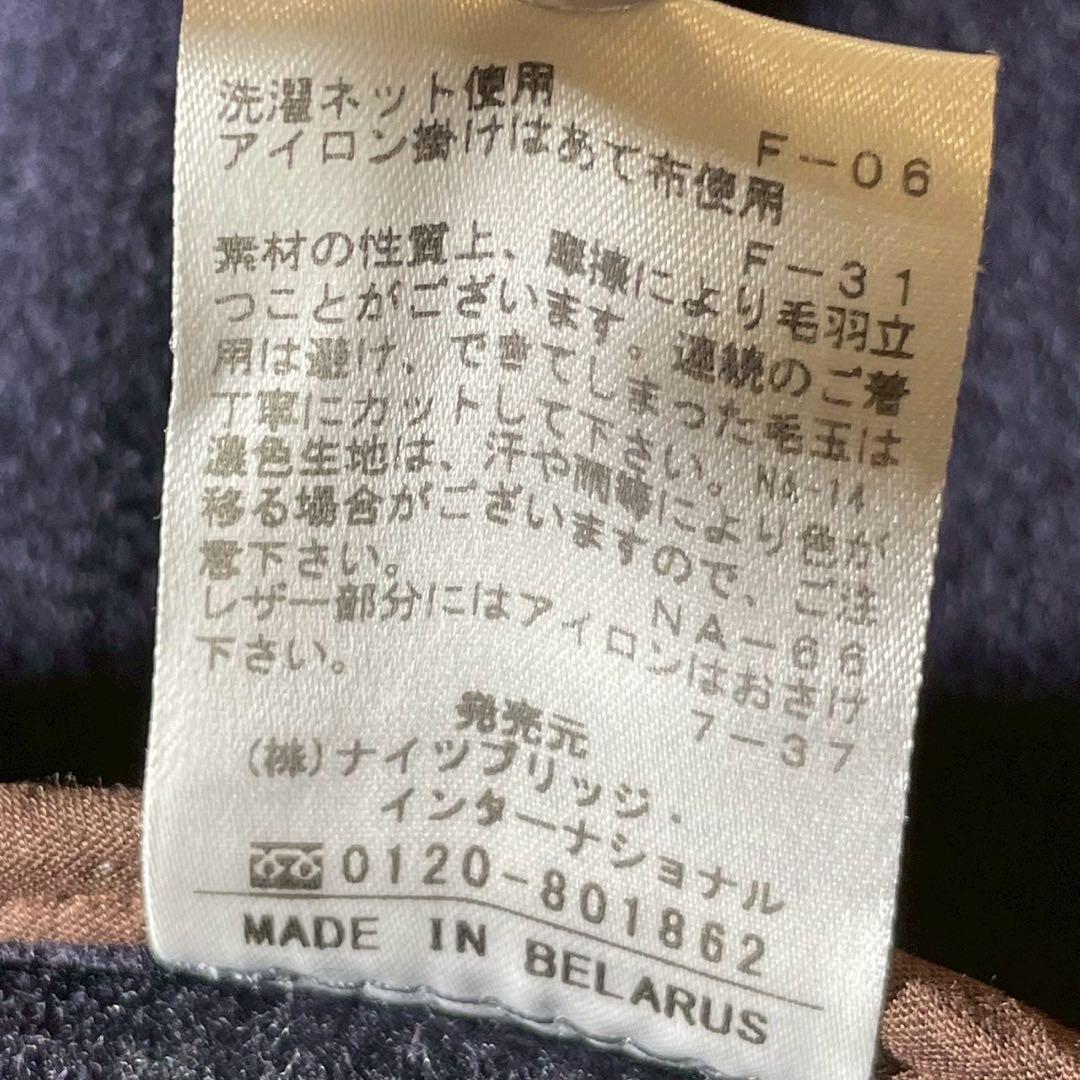 洗濯ネット使用
F-06
アイロン掛けはあて布使用
F-31
素材の性質上、摩擦により毛羽立
つことがございます。連続のご着
用は避け、できてしまった毛玉は
丁寧にカットして下さい。NA-14
濃色生地は、汗や雨等により色が
移る場合がございますので、ご注
意下さい。
NA-66
レザー部分にはアイロンはおさけ
下さい。
7-37
発売元
(株)ナイツブリッジ・
インターナショナル
0120-801862
MADE IN BELARUS